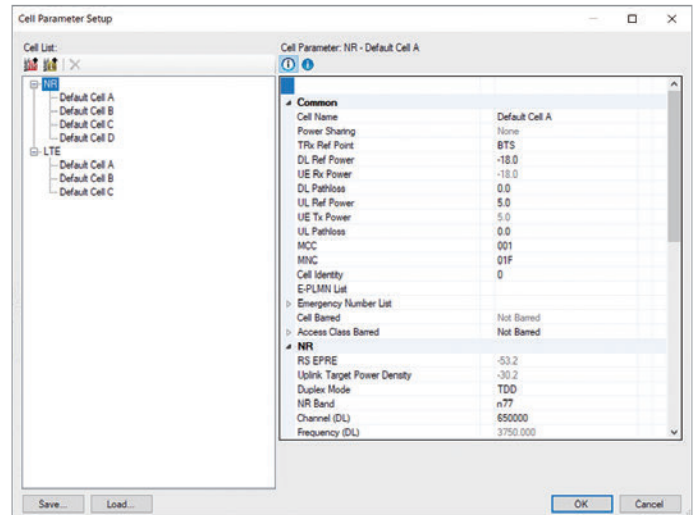 Cell Parameter Setup
Cell List:
NR
Default Cell A
Default Cell B
Default Cell C
Default Cell D
LTE
Default Cell A
Default Cell B
Default Cell C
Cell Parameter: NR - Default Cell A
Common
Cell Name Default Cell A
Power Sharing None
TRx Ref Point BTS
DL Ref Power -18.0
UE Rx Power -18.0
DL Pathloss 0.0
UL Ref Power 5.0
UE Tx Power 5.0
UL Pathloss 0.0
MCC 001
MNC 01F
Cell Identity 0
E-PLMN List
Emergency Number List
Cell Barred Not Barred
Access Class Barred Not Barred
NR
RS EPRE -53.2
Uplink Target Power Density -30.2
Duplex Mode TDD
NR Band n77
Channel (DL) 650000
Frequency (DL) 3750.000
Save... Load... OK Cancel